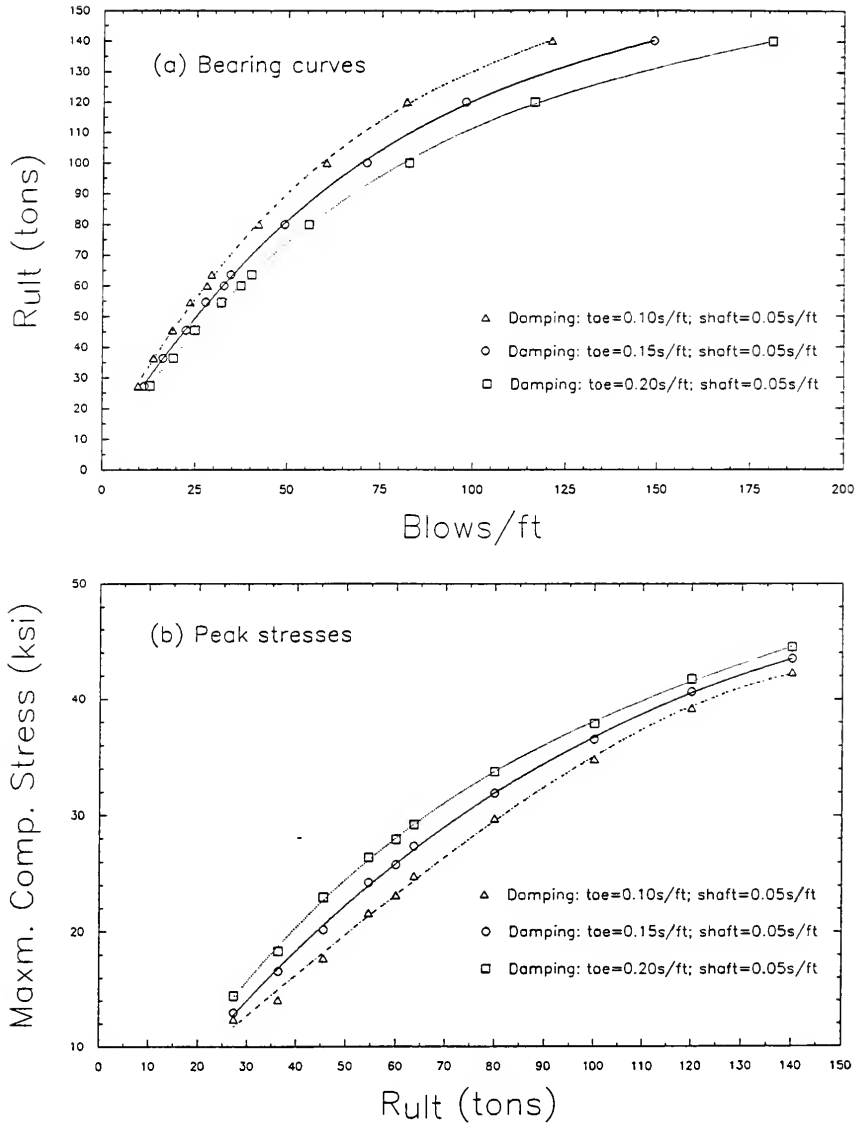 150
140
130
120
110
100
90
80
70
60
50
40
30
20
10
0
Rult (tons)
(a) Bearing curves
Damping: toe=0.10s/ft; shaft=0.05s/ft
Damping: toe=0.15s/ft; shaft=0.05s/ft
Damping: toe=0.20s/ft; shaft=0.05s/ft
0 25 50 75 100 125 150 175 200
Blows/ft
50
40
30
20
10
Maxm. Comp. Stress (ksi)
(b) Peak stresses
Damping: toe=0.10s/ft; shaft=0.05s/ft
Damping: toe=0.15s/ft; shaft=0.05s/ft
Damping: toe=0.20s/ft; shaft=0.05s/ft
0 10 20 30 40 50 60 70 80 90 100 110 120 130 140 150
Rult (tons)